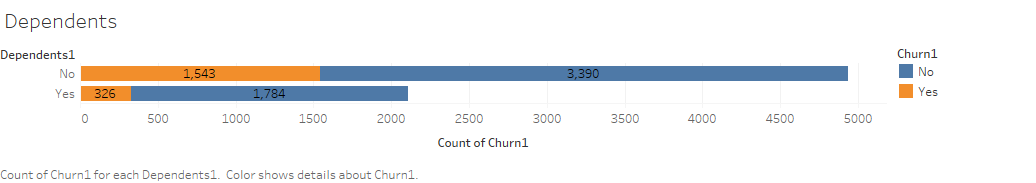 Dependents
Dependents1
Churn1
No 1,543 3,390
No
Yes 326 1,784
Yes
0 500 1000 1500 2000 2500 3000 3500 4000 4500 5000
Count of Churn1
Count of Churn1 for each Dependents1. Color shows details about Churn1.